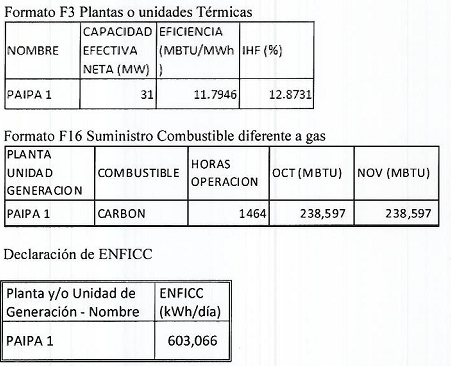 Formato F3 Plantas o unidades Térmicas
NOMBRE CAPACIDAD EFECTIVA NETA (MW) EFICIENCIA (MBTU/MWh) IHF (%)
PAIPA 1 31 11.7946 12.8731
Formato F16 Suministro Combustible diferente a gas
PLANTA UNIDAD GENERACION COMBUSTIBLE HORAS OPERACION OCT (MBTU) NOV (MBTU)
PAIPA 1 CARBON 1464 238,597 238,597
Declaración de ENFICC
Planta y/o Unidad de Generación - Nombre ENFICC (kWh/día)
PAIPA 1 603,066